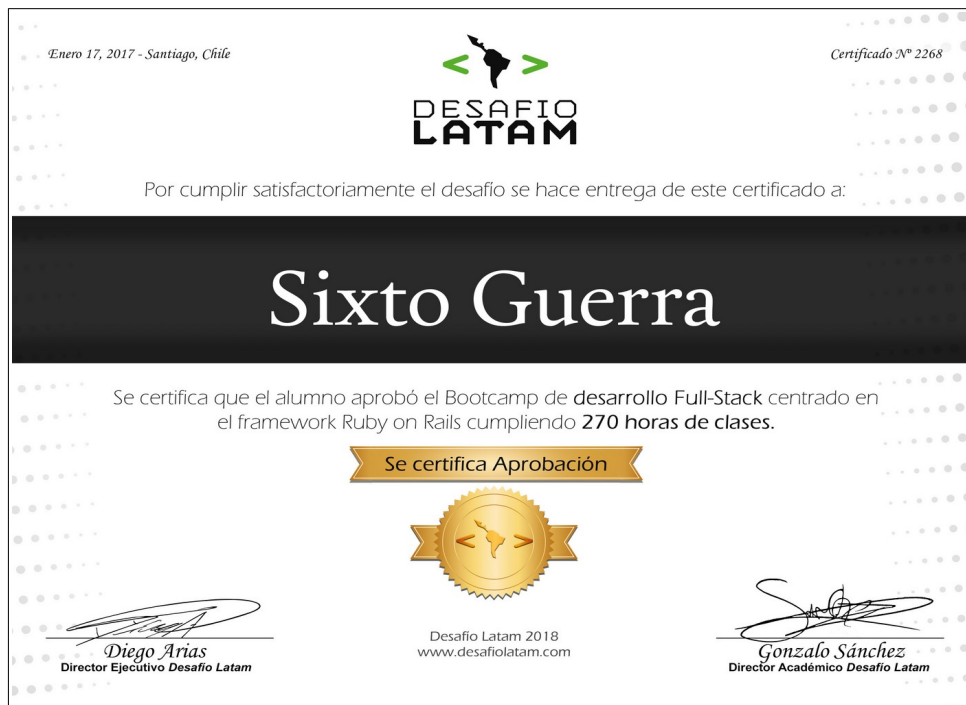 Enero 17, 2017 - Santiago, Chile
Certificado Nº 2268
< >
DESAFIO
LATAM
Por cumplir satisfactoriamente el desafío se hace entrega de este certificado a:
Sixto Guerra
Se certifica que el alumno aprobó el Bootcamp de desarrollo Full-Stack centrado en
el framework Ruby on Rails cumpliendo 270 horas de clases.
Se certifica Aprobación
< >
Diego Arias
Director Ejecutivo Desafío Latam
Desafío Latam 2018
www.desafiolatam.com
Gonzalo Sánchez
Director Académico Desafío Latam